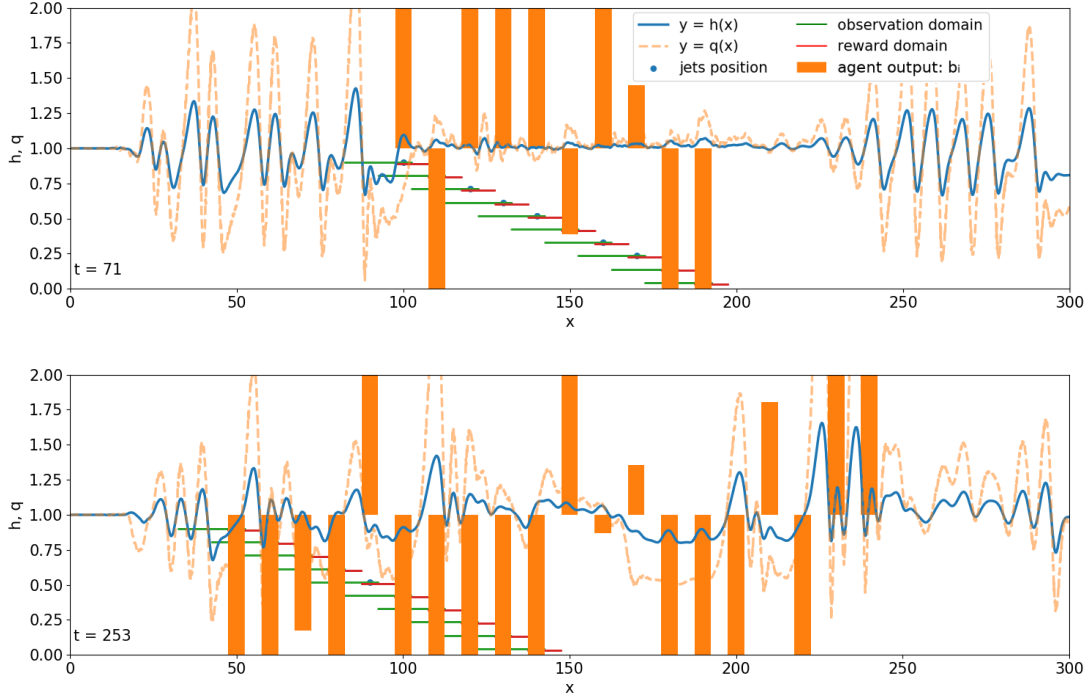 2.00
1.75
1.50
1.25
1.00
0.75
0.50
0.25
0.00
h, q
y = h(x)
y = q(x)
jets position
observation domain
reward domain
agent output: bᵢ
t = 71
0 50 100 150 200 250 300
x
2.00
1.75
1.50
1.25
1.00
0.75
0.50
0.25
0.00
h, q
t = 253
0 50 100 150 200 250 300
x